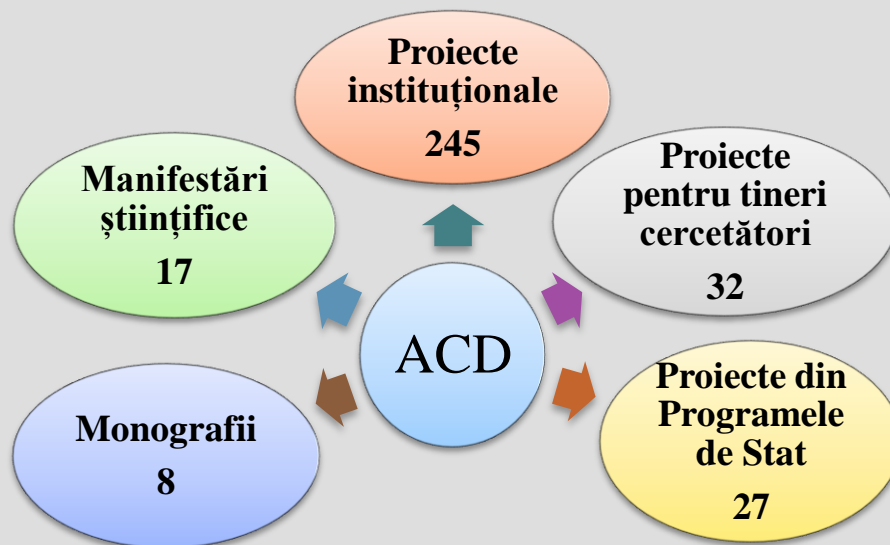 Proiecte
instituționale
245
Manifestări
științifice
17
Proiecte
pentru tineri
cercetători
32
ACD
Monografii
8
Proiecte din
Programele
de Stat
27